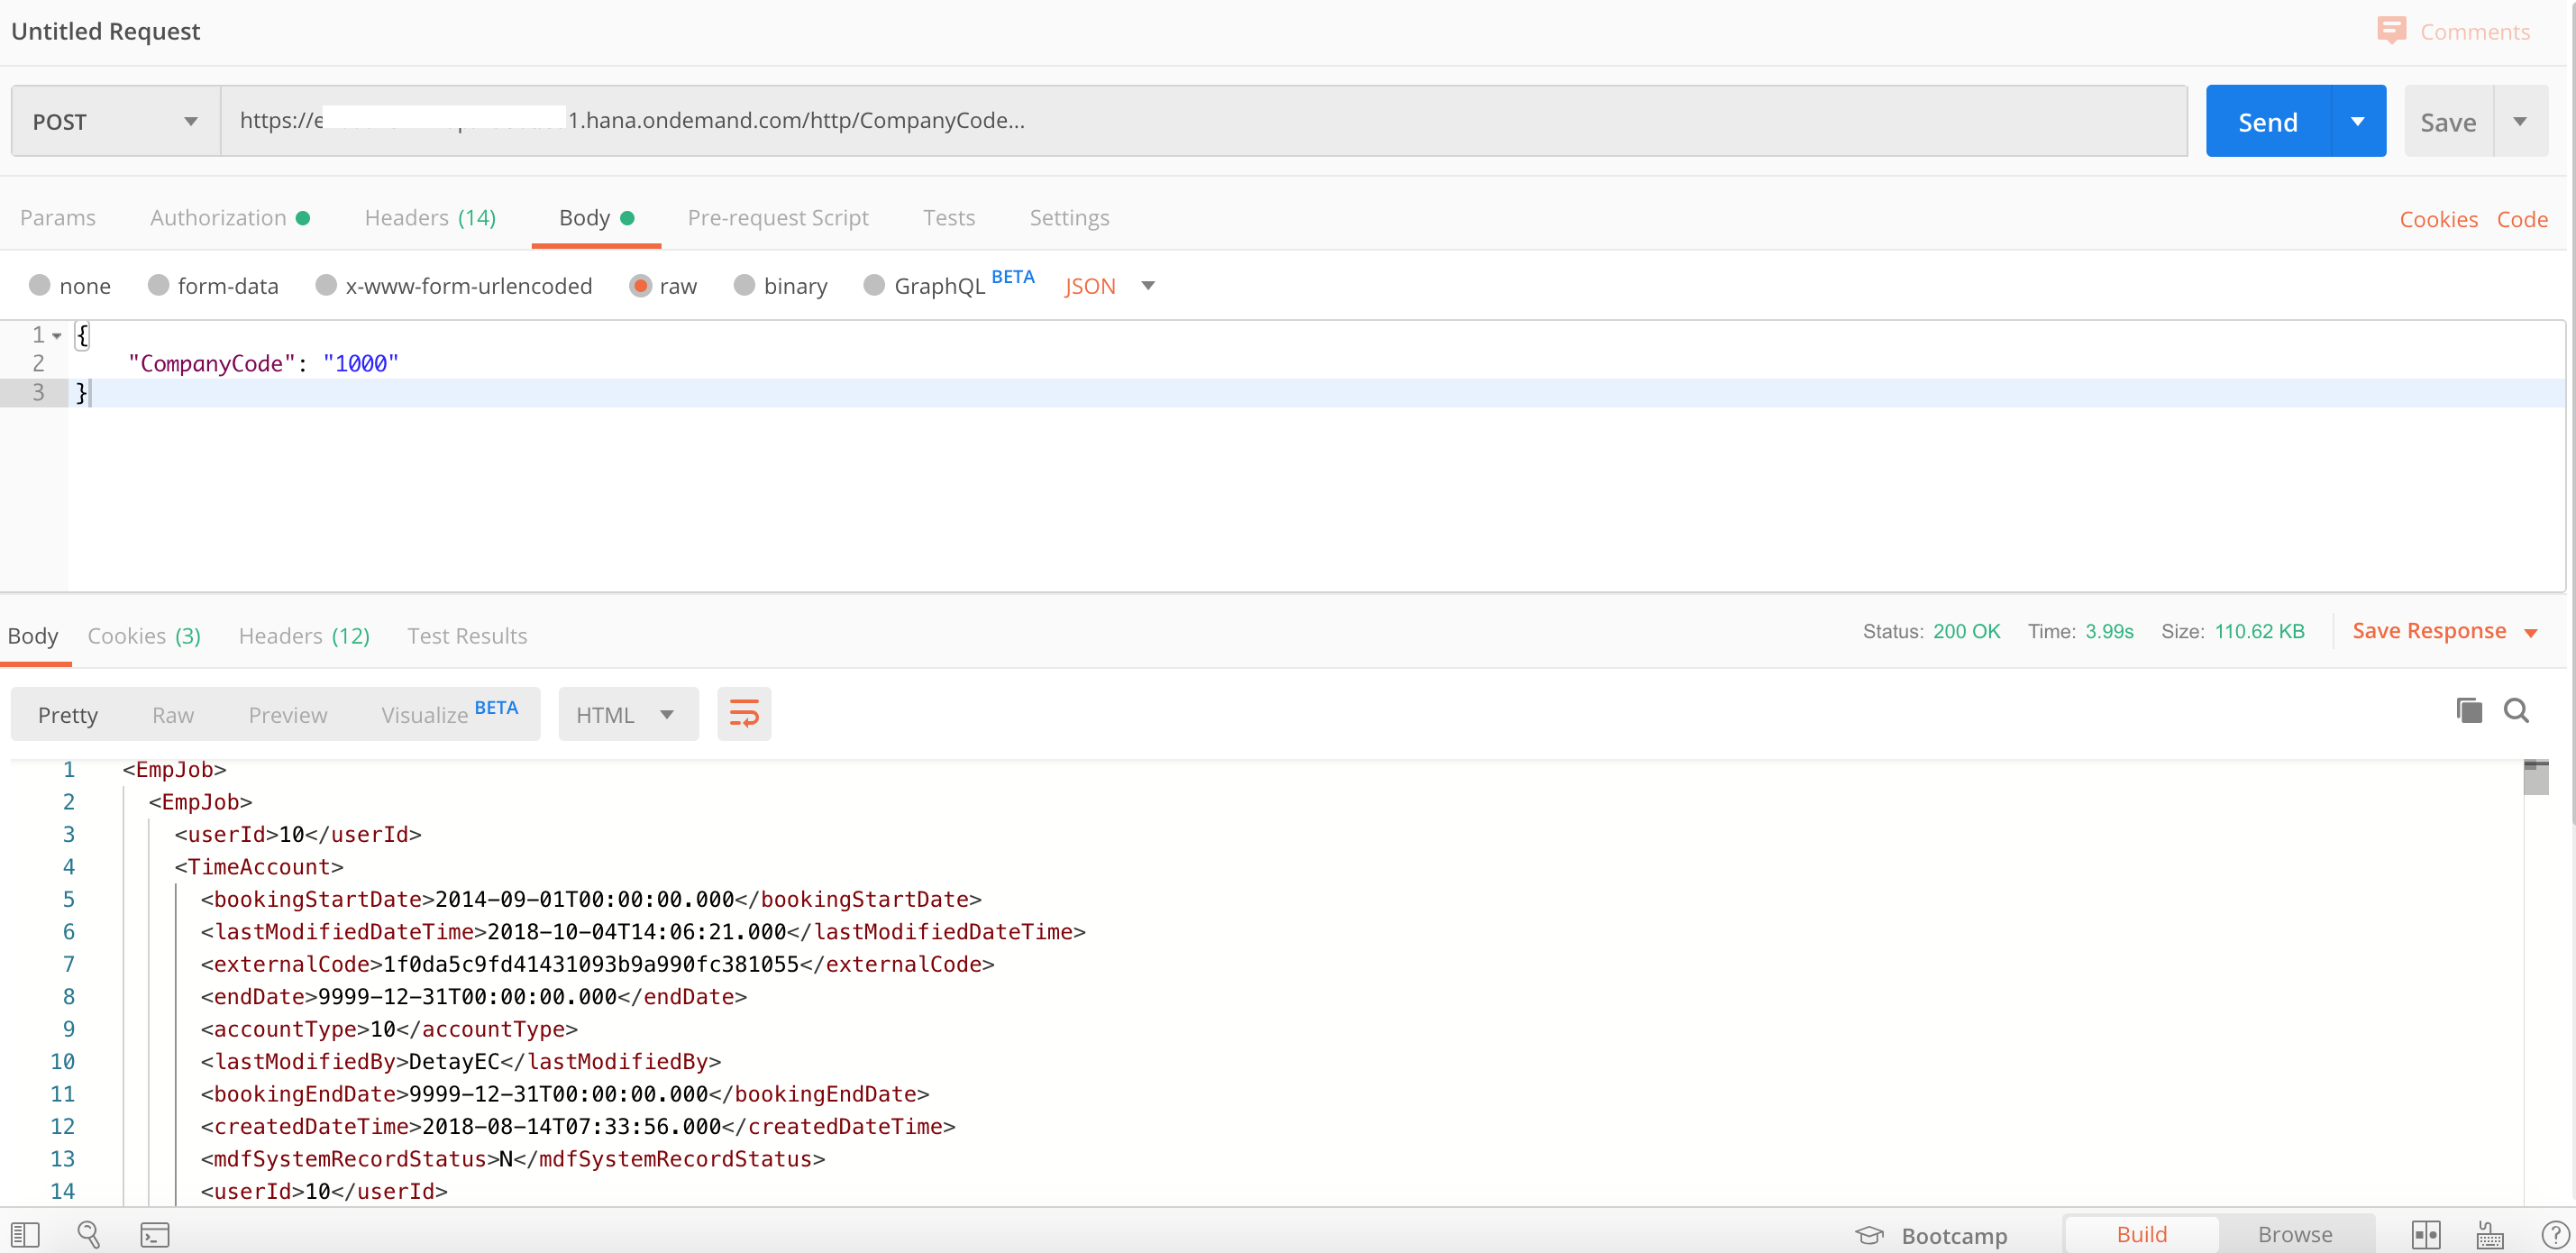 Untitled Request
Comments
POST
https://e 1.hana.ondemand.com/http/CompanyCode...
Send
Save
Params Authorization Headers (14) Body Pre-request Script Tests Settings Cookies Code
none form-data x-www-form-urlencoded raw binary GraphQL BETA JSON
1 {
2 "CompanyCode": "1000"
3 }
Body Cookies (3) Headers (12) Test Results Status: 200 OK Time: 3.99s Size: 110.62 KB Save Response
Pretty Raw Preview Visualize BETA HTML
1 <EmpJob>
2 <EmpJob>
3 <userId>10</userId>
4 <TimeAccount>
5 <bookingStartDate>2014-09-01T00:00:00.000</bookingStartDate>
6 <lastModifiedDateTime>2018-10-04T14:06:21.000</lastModifiedDateTime>
7 <externalCode>1f0da5c9fd41431093b9a990fc381055</externalCode>
8 <endDate>9999-12-31T00:00:00.000</endDate>
9 <accountType>10</accountType>
10 <lastModifiedBy>DetayEC</lastModifiedBy>
11 <bookingEndDate>9999-12-31T00:00:00.000</bookingEndDate>
12 <createdDateTime>2018-08-14T07:33:56.000</createdDateTime>
13 <mdfSystemRecordStatus>N</mdfSystemRecordStatus>
14 <userId>10</userId>
Bootcamp Build Browse